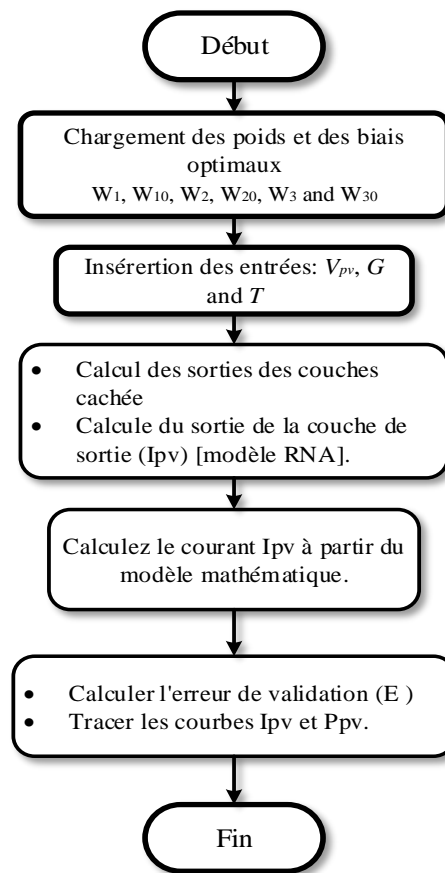 Début
Chargement des poids et des biais
optimaux
W1, W10, W2, W20, W3 and W30
Insérertion des entrées: Vpv, G
and T
• Calcul des sorties des couches
cachée
• Calcule du sortie de la couche de
sortie (Ipv) [modèle RNA].
Calculez le courant Ipv à partir du
modèle mathématique.
• Calculer l'erreur de validation (E )
• Tracer les courbes Ipv et Ppv.
Fin